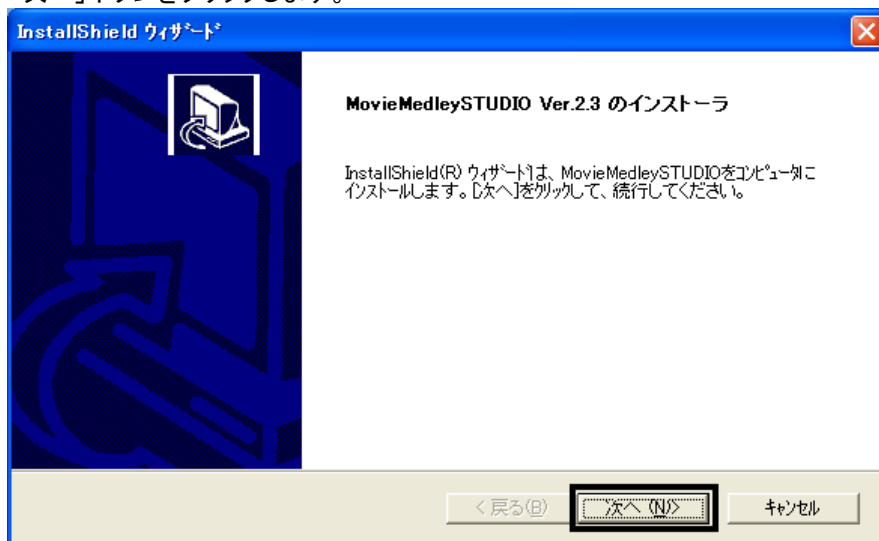 InstallShield ウィザード
MovieMedleySTUDIO Ver.2.3 のインストーラ
InstallShield(R) ウィザードは、MovieMedleySTUDIOをコンピュータに
インストールします。[次へ]をクリックして、続行してください。
< 戻る(B)
次へ (N)>
キャンセル